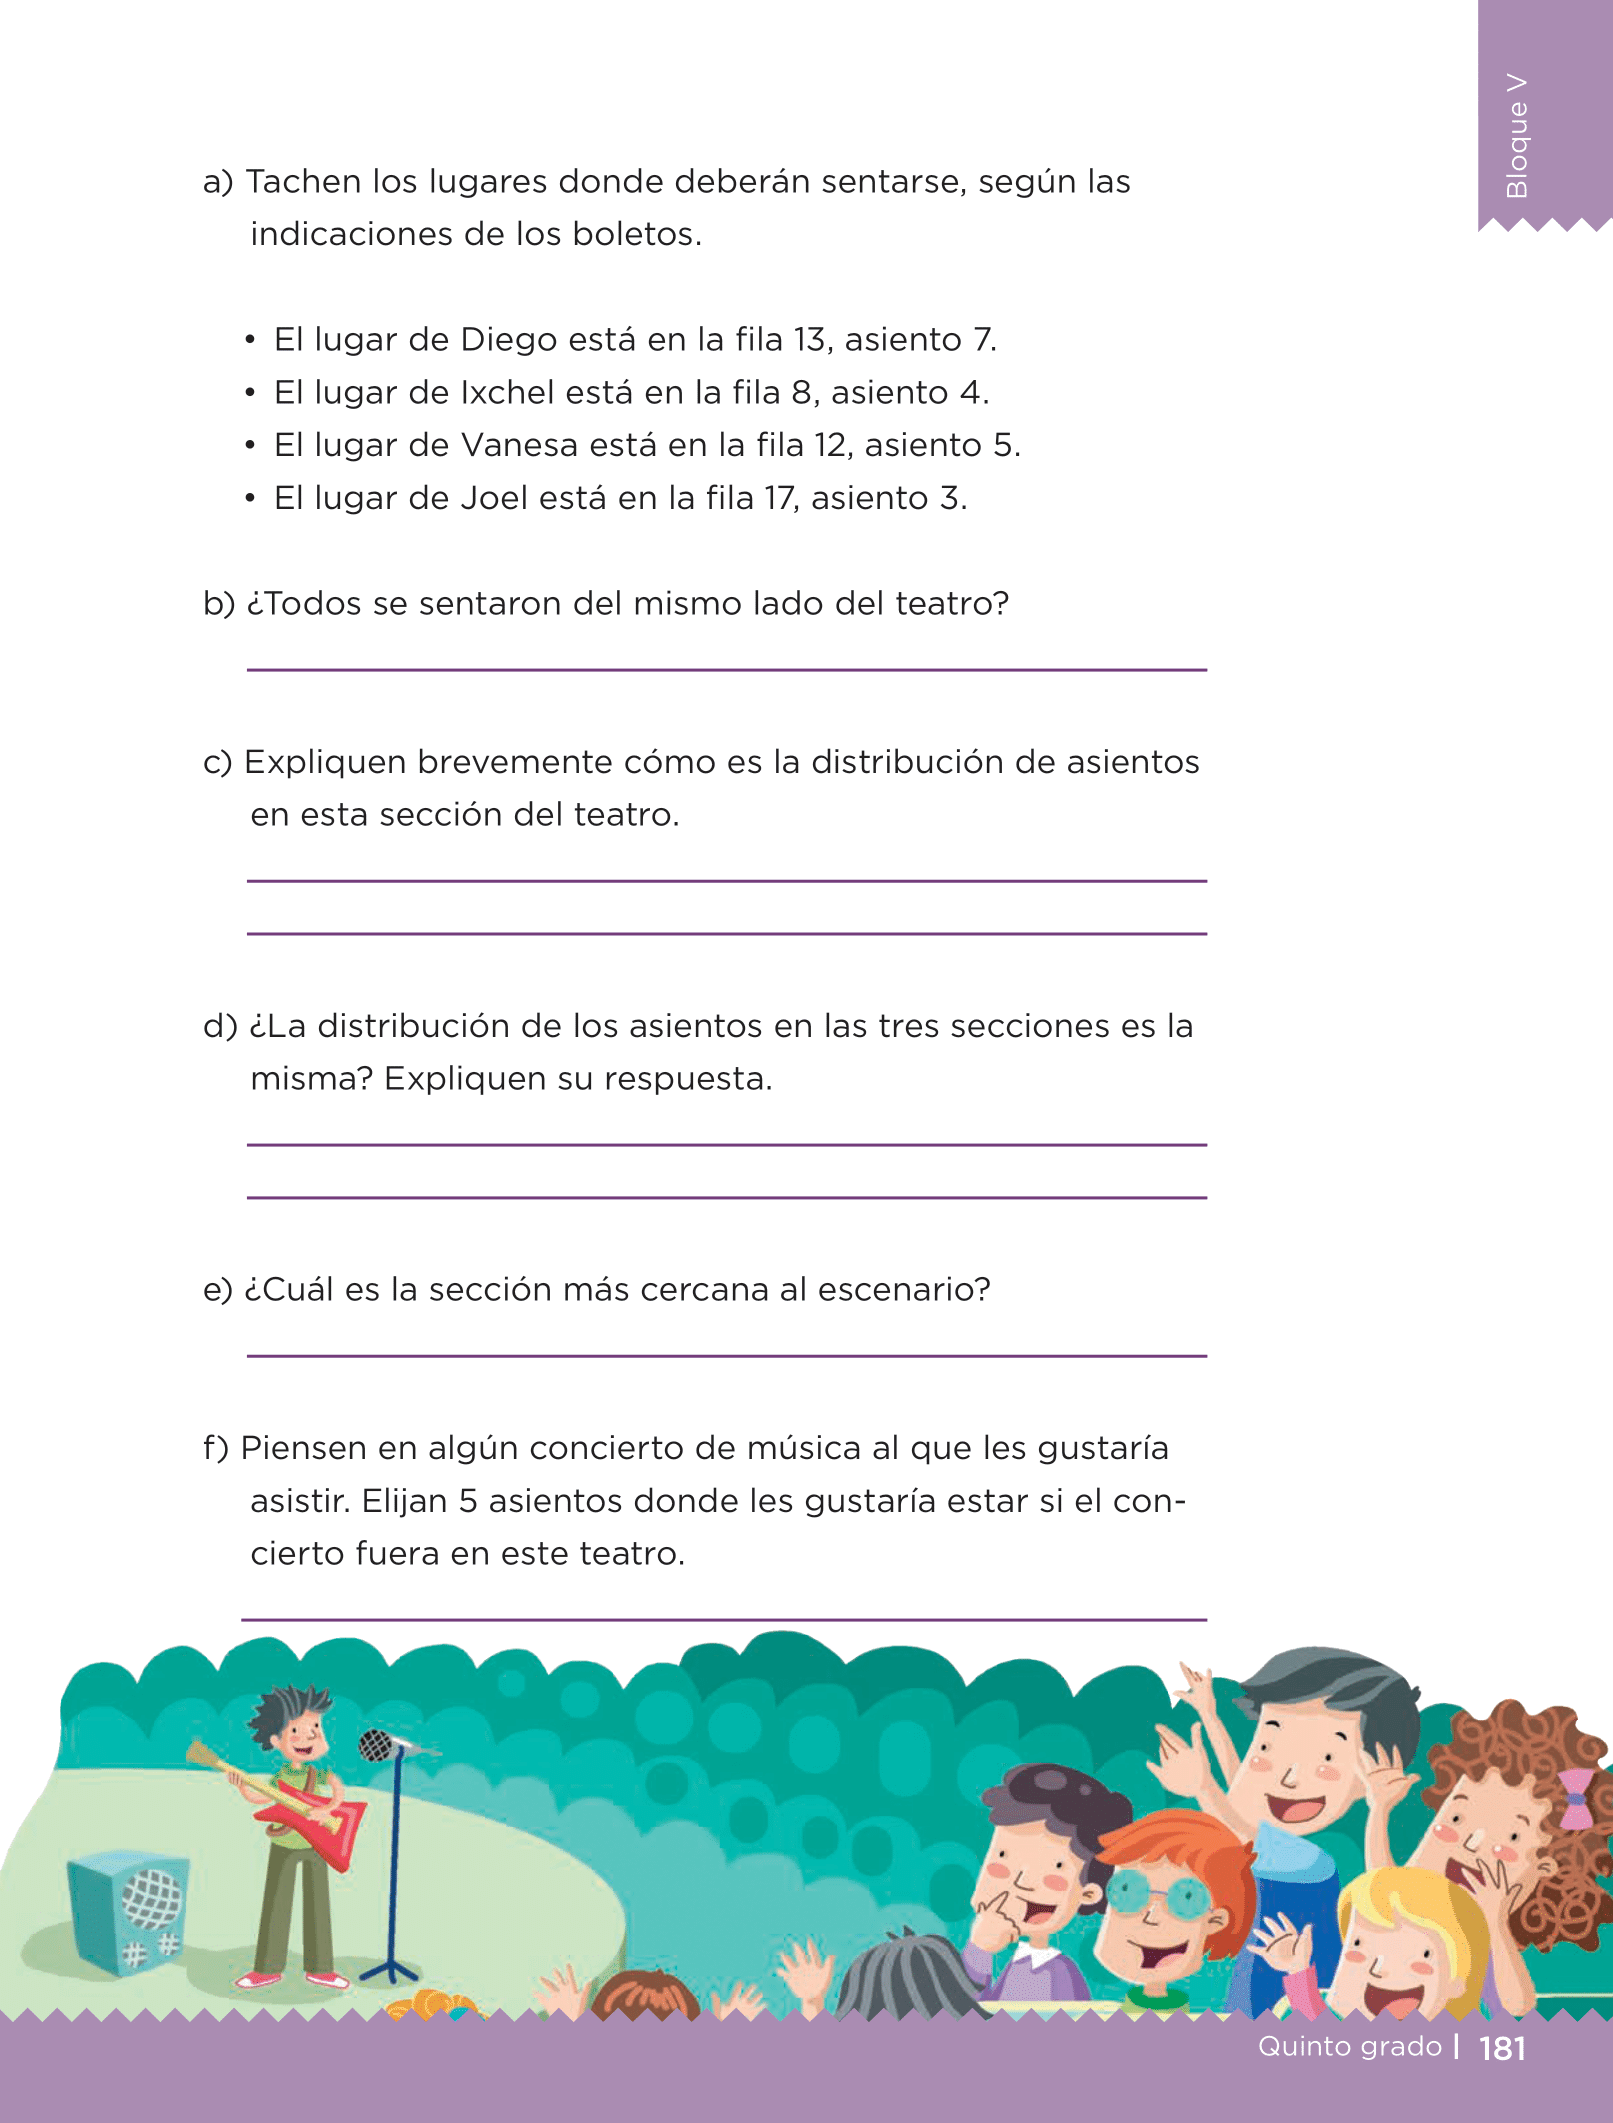 Bloque V
a) Tachen los lugares donde deberán sentarse, según las
indicaciones de los boletos.
• El lugar de Diego está en la fila 13, asiento 7.
• El lugar de Ixchel está en la fila 8, asiento 4.
• El lugar de Vanesa está en la fila 12, asiento 5.
• El lugar de Joel está en la fila 17, asiento 3.
b) ¿Todos se sentaron del mismo lado del teatro?
c) Expliquen brevemente cómo es la distribución de asientos
en esta sección del teatro.
d) ¿La distribución de los asientos en las tres secciones es la
misma? Expliquen su respuesta.
e) ¿Cuál es la sección más cercana al escenario?
f) Piensen en algún concierto de música al que les gustaría
asistir. Elijan 5 asientos donde les gustaría estar si el con-
cierto fuera en este teatro.
Quinto grado | 181